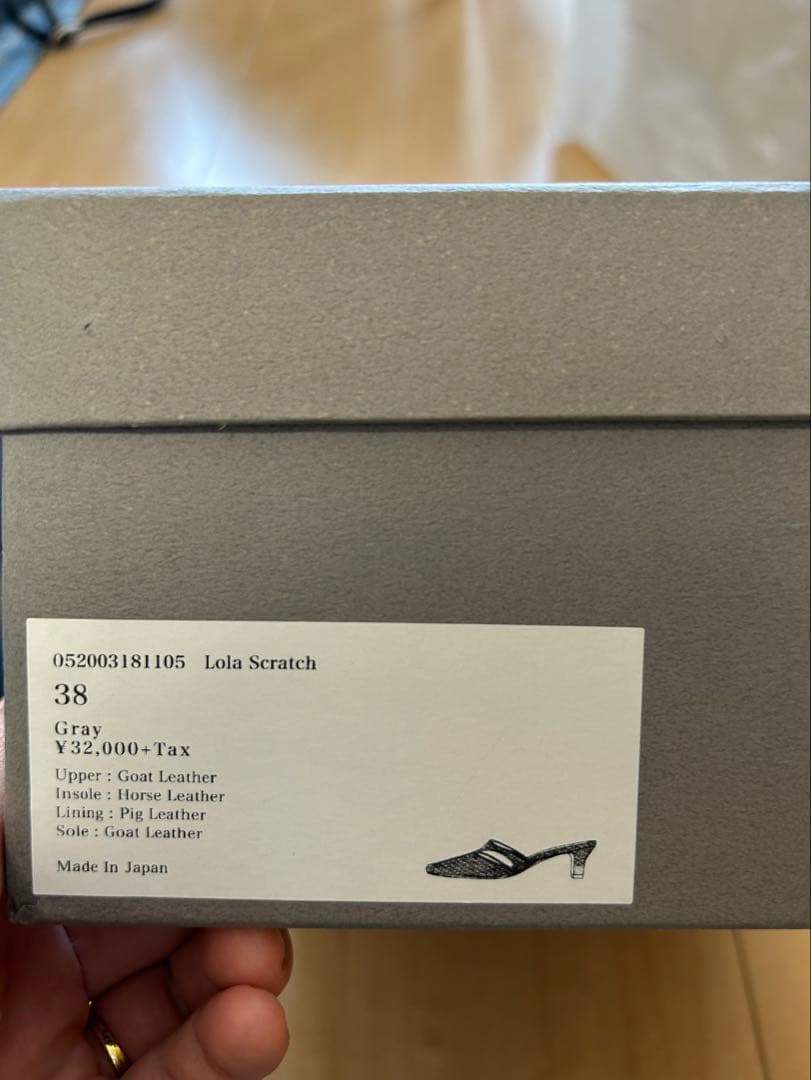 052003181105 Lola Scratch
38
Gray
¥32,000+Tax
Upper : Goat Leather
Insole : Horse Leather
Lining : Pig Leather
Sole : Goat Leather
Made In Japan